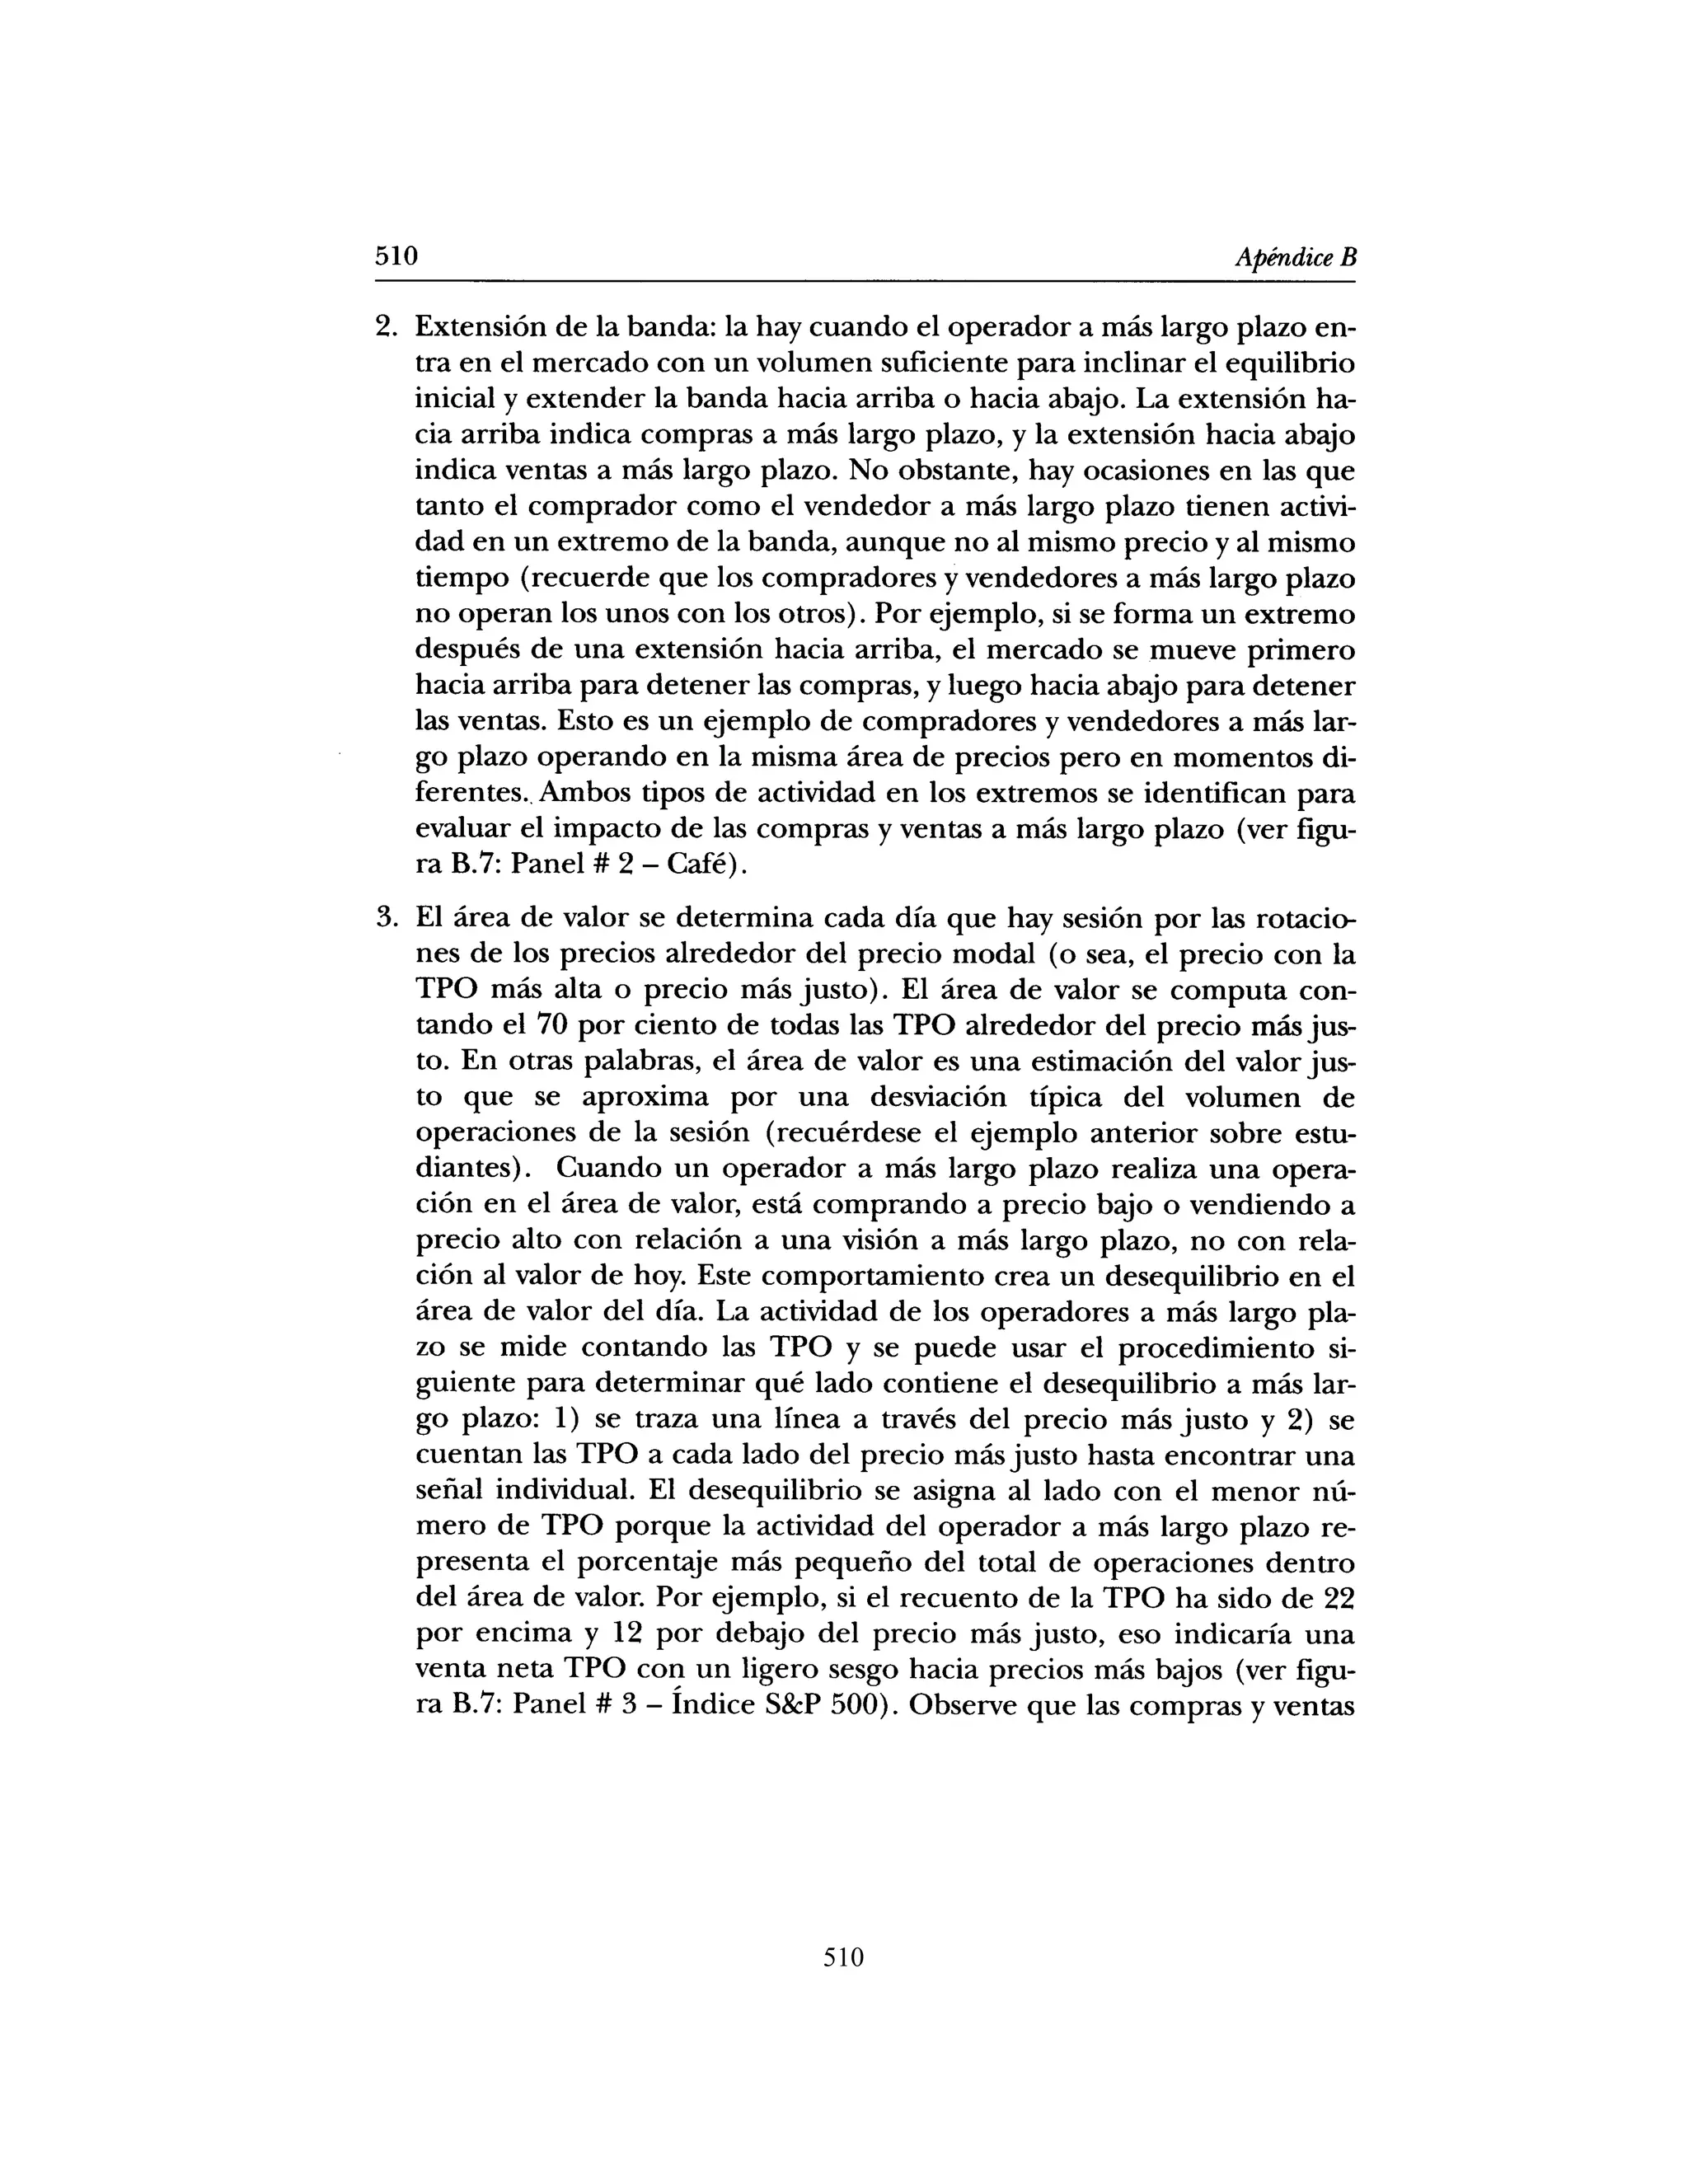 510 Apéndice B
2. Extensión de la banda: la hay cuando el operador a más largo plazo en-
tra en el mercado con un volumen suficiente para inclinar el equilibrio
inicial y extender la banda hacia arriba o hacia abajo. La extensión ha-
cia arriba indica compras a más largo plazo, y la extensión hacia abajo
indica ventas a más largo plazo. No obstante, hay ocasiones en las que
tanto el comprador como el vendedor a más largo plazo tienen activi-
dad en un extremo de la banda, aunque no al mismo precio y al mismo
tiempo (recuerde que los compradores y vendedores a más largo plazo
no operan los unos con los otros). Por ejemplo, si se forma un extremo
después de una extensión hacia arriba, el mercado se mueve primero
hacia arriba para detener las compras, y luego hacia abajo para detener
las ventas. Esto es un ejemplo de compradores y vendedores a más lar-
go plazo operando en la misma área de precios pero en momentos di-
ferentes. Ambos tipos de actividad en los extremos se identifican para
evaluar el impacto de las compras y ventas a más largo plazo (ver figu-
ra B.7: Panel # 2 – Café).
3. El área de valor se determina cada día que hay sesión por las rotacio-
nes de los precios alrededor del precio modal (o sea, el precio con la
TPO más alta o precio más justo). El área de valor se computa con-
tando el 70 por ciento de todas las TPO alrededor del precio más jus-
to. En otras palabras, el área de valor es una estimación del valor jus-
to que se aproxima por una desviación típica del volumen de
operaciones de la sesión (recuérdese el ejemplo anterior sobre estu-
diantes). Cuando un operador a más largo plazo realiza una opera-
ción en el área de valor, está comprando a precio bajo o vendiendo a
precio alto con relación a una visión a más largo plazo, no con rela-
ción al valor de hoy. Este comportamiento crea un desequilibrio en el
área de valor del día. La actividad de los operadores a más largo pla-
zo se mide contando las TPO y se puede usar el procedimiento si-
guiente para determinar qué lado contiene el desequilibrio a más lar-
go plazo: 1) se traza una línea a través del precio más justo y 2) se
cuentan las TPO a cada lado del precio más justo hasta encontrar una
señal individual. El desequilibrio se asigna al lado con el menor nú-
mero de TPO porque la actividad del operador a más largo plazo re-
presenta el porcentaje más pequeño del total de operaciones dentro
del área de valor. Por ejemplo, si el recuento de la TPO ha sido de 22
por encima y 12 por debajo del precio más justo, eso indicaría una
venta neta TPO con un ligero sesgo hacia precios más bajos (ver figu-
ra B.7: Panel # 3 – Índice S&P 500). Observe que las compras y ventas
510